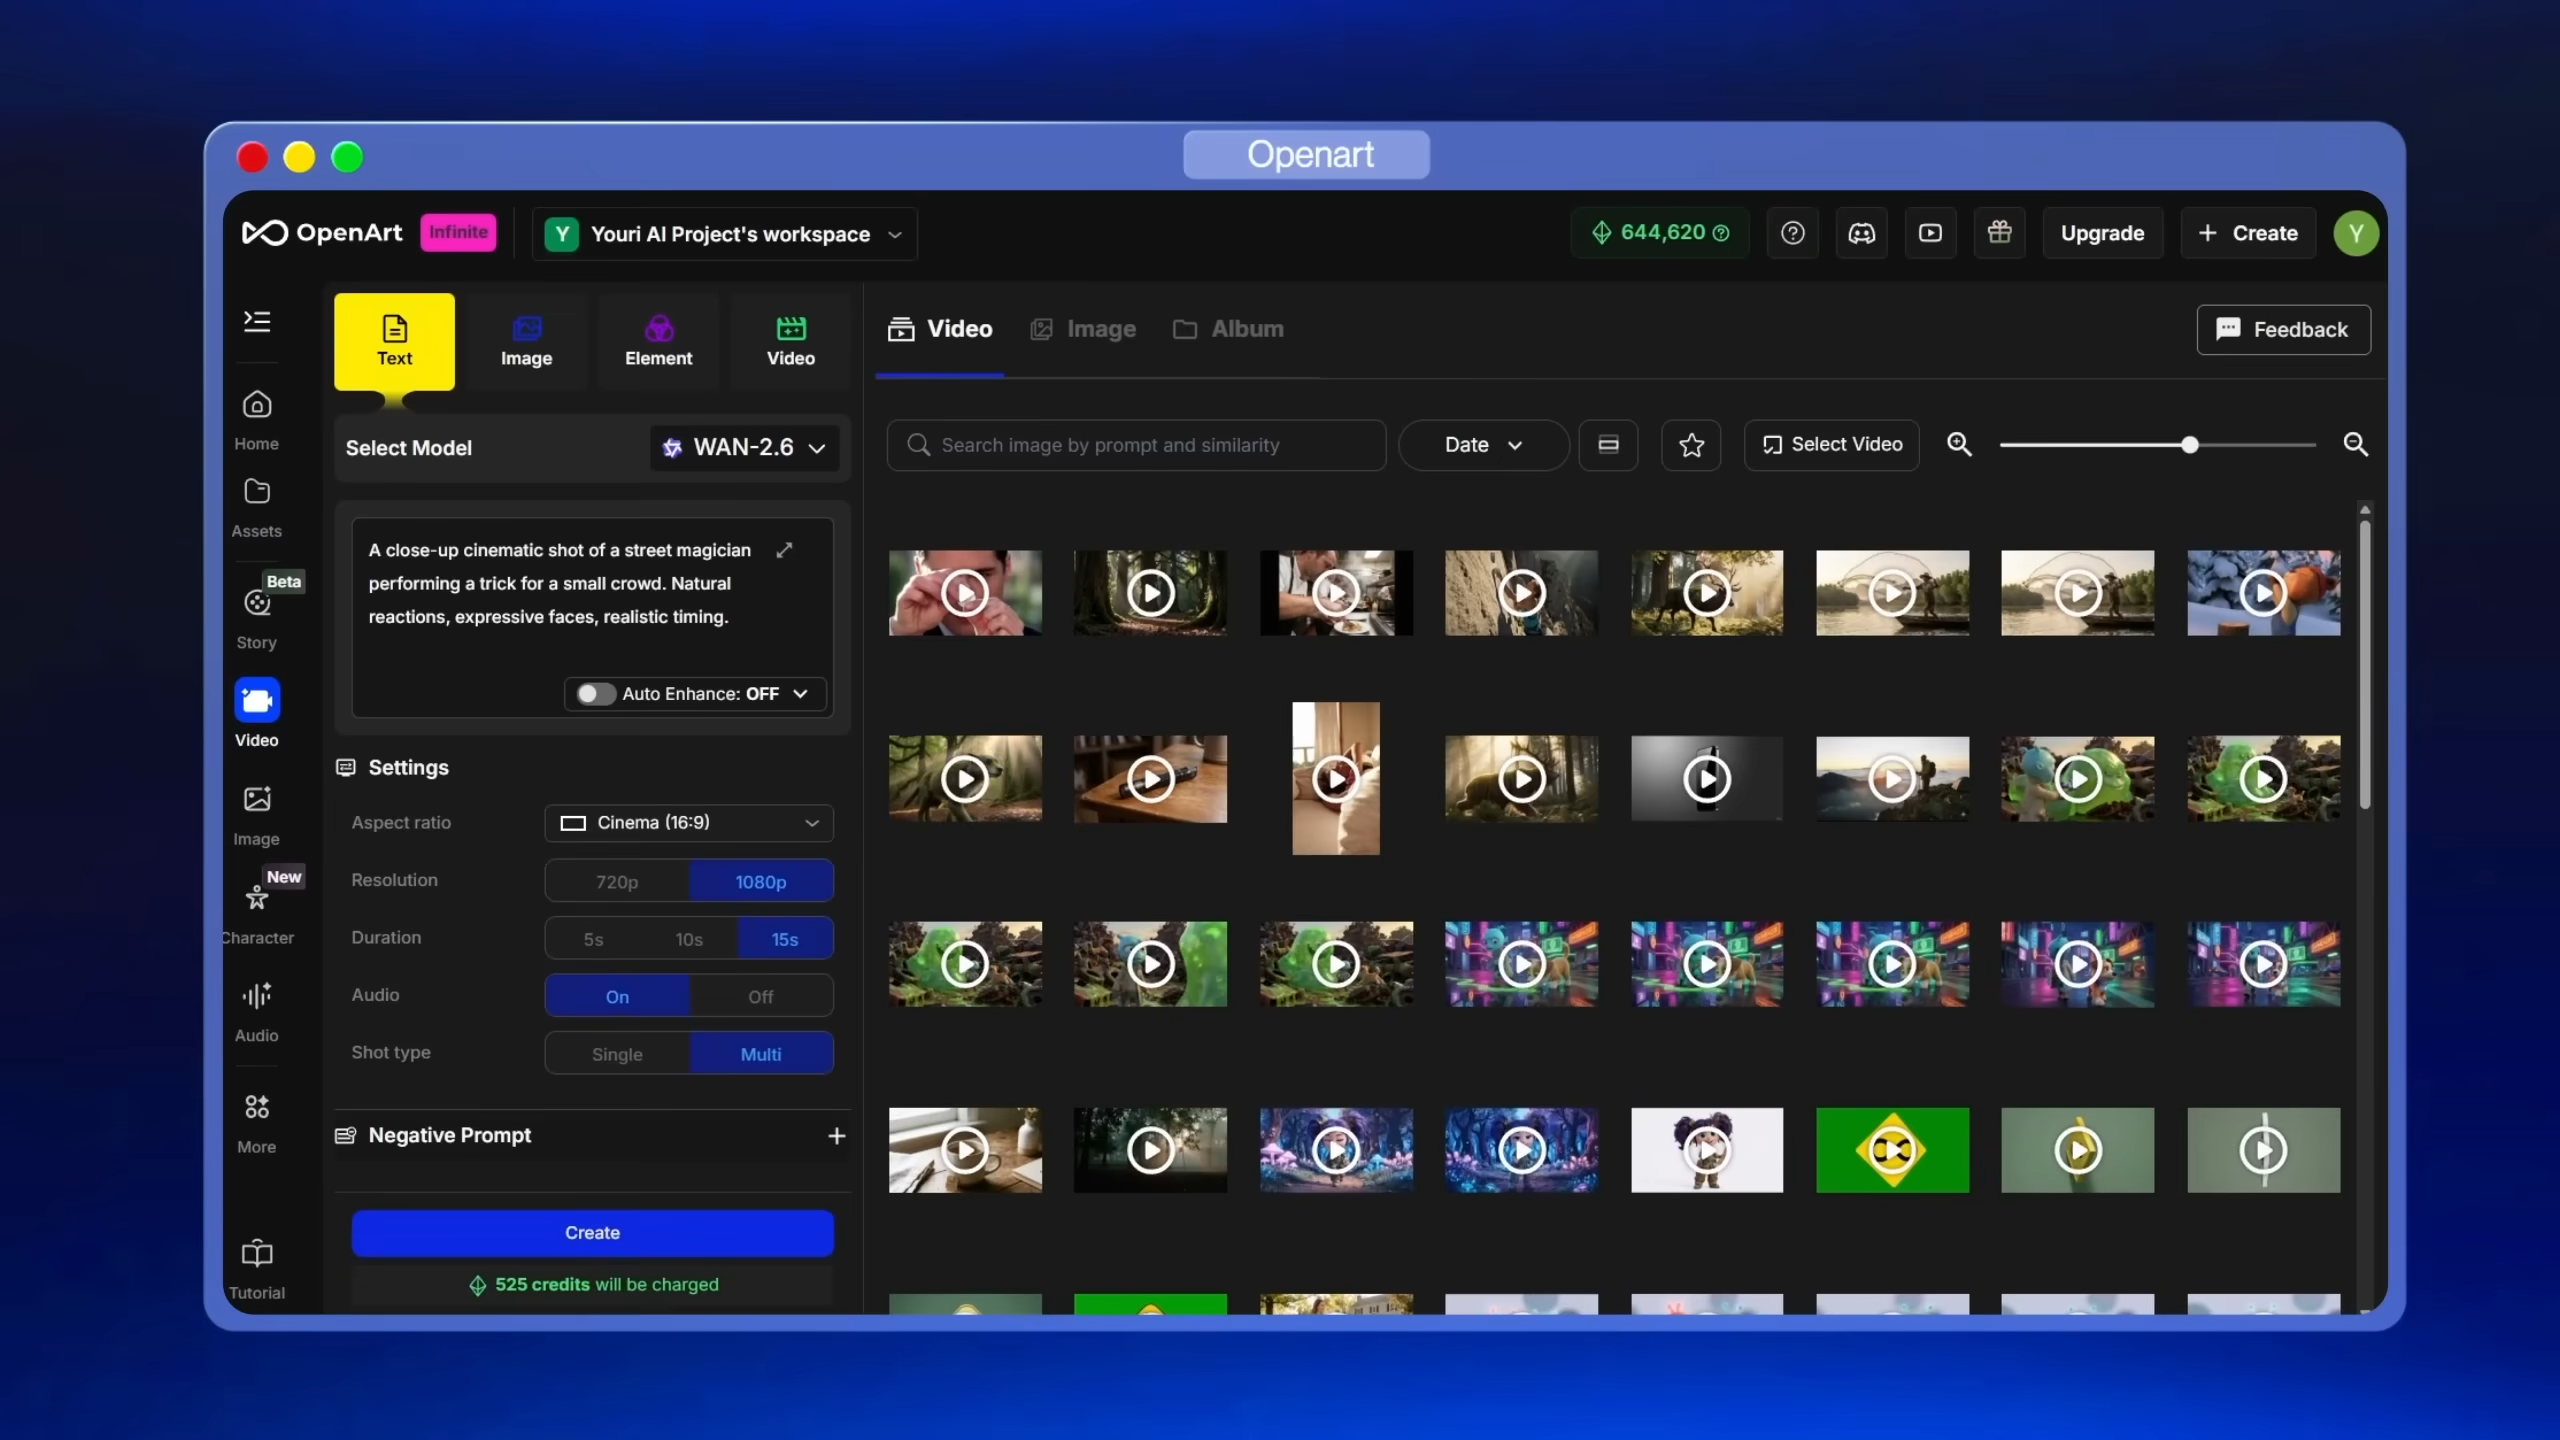 Openart
OpenArt
Infinite
Y
Youri AI Project's workspace
644,620
Upgrade
+ Create
Y
Home
Assets
Beta
Story
Video
Image
New
Character
Audio
More
Tutorial
Text
Image
Element
Video
Select Model
WAN-2.6
A close-up cinematic shot of a street magician
performing a trick for a small crowd. Natural
reactions, expressive faces, realistic timing.
Auto Enhance: OFF
Settings
Aspect ratio
Cinema (16:9)
Resolution
720p
1080p
Duration
5s
10s
15s
Audio
On
Off
Shot type
Single
Multi
Negative Prompt
Create
525 credits will be charged
Video
Image
Album
Feedback
Search image by prompt and similarity
Date
Select Video